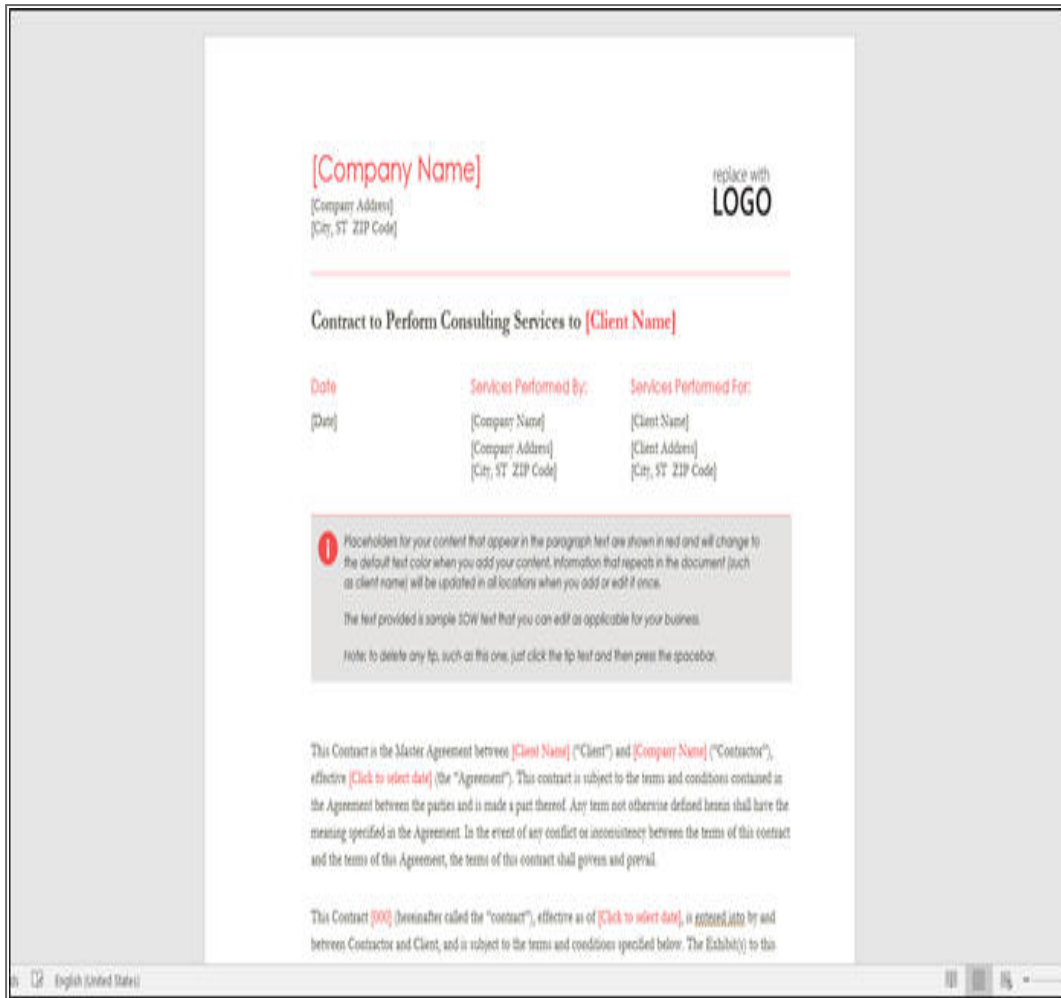 [Company Name]
replace with
LOGO
[Company Address]
[City, ST ZIP Code]
Contract to Perform Consulting Services to [Client Name]
Date
Services Performed By:
Services Performed For:
[Date]
[Company Name]
[Client Name]
[Company Address]
[Client Address]
[City, ST ZIP Code]
[City, ST ZIP Code]
Placeholders for your content that appear in the paragraph text are shown in red and will change to
the default text color when you add your content. Information that repeats in the document (such
as client name) will be updated in all locations when you add or edit it once.
The text provided is sample SOW text that you can edit as applicable for your business.
Note: to delete any tip, such as this one, just click the tip text and then press the spacebar.
This Contract is the Master Agreement between [Client Name] ("Client") and [Company Name] ("Contractor"),
effective [Click to select date] (the "Agreement"). This contract is subject to the terms and conditions contained in
the Agreement between the parties and is made a part thereof. Any term not otherwise defined herein shall have the
meaning specified in the Agreement. In the event of any conflict or inconsistency between the terms of this contract
and the terms of this Agreement, the terms of this contract shall govern and prevail.
This Contract [000] (hereinafter called the "contract"), effective as of [Click to select date], is entered into by and
between Contractor and Client, and is subject to the terms and conditions specified below. The Exhibit(s) to this
English (United States)